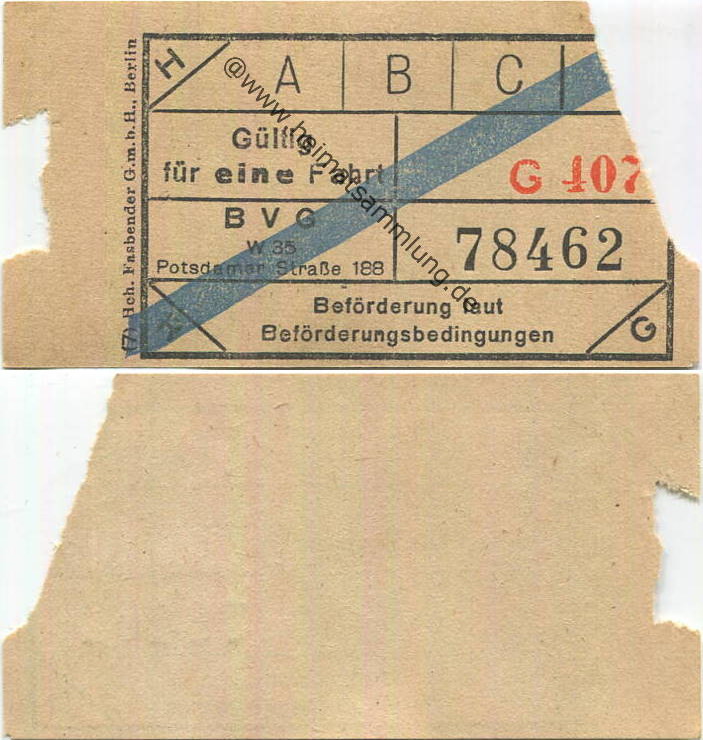 (7) Hch. Fasbender G.m.b.H., Berlin
H A B C
Gültig
für eine Fahrt
G 407
B V G
W 35
Potsdamer Straße 188
78462
Beförderung laut
Beförderungsbedingungen
H G
@www.heimatsammlung.de